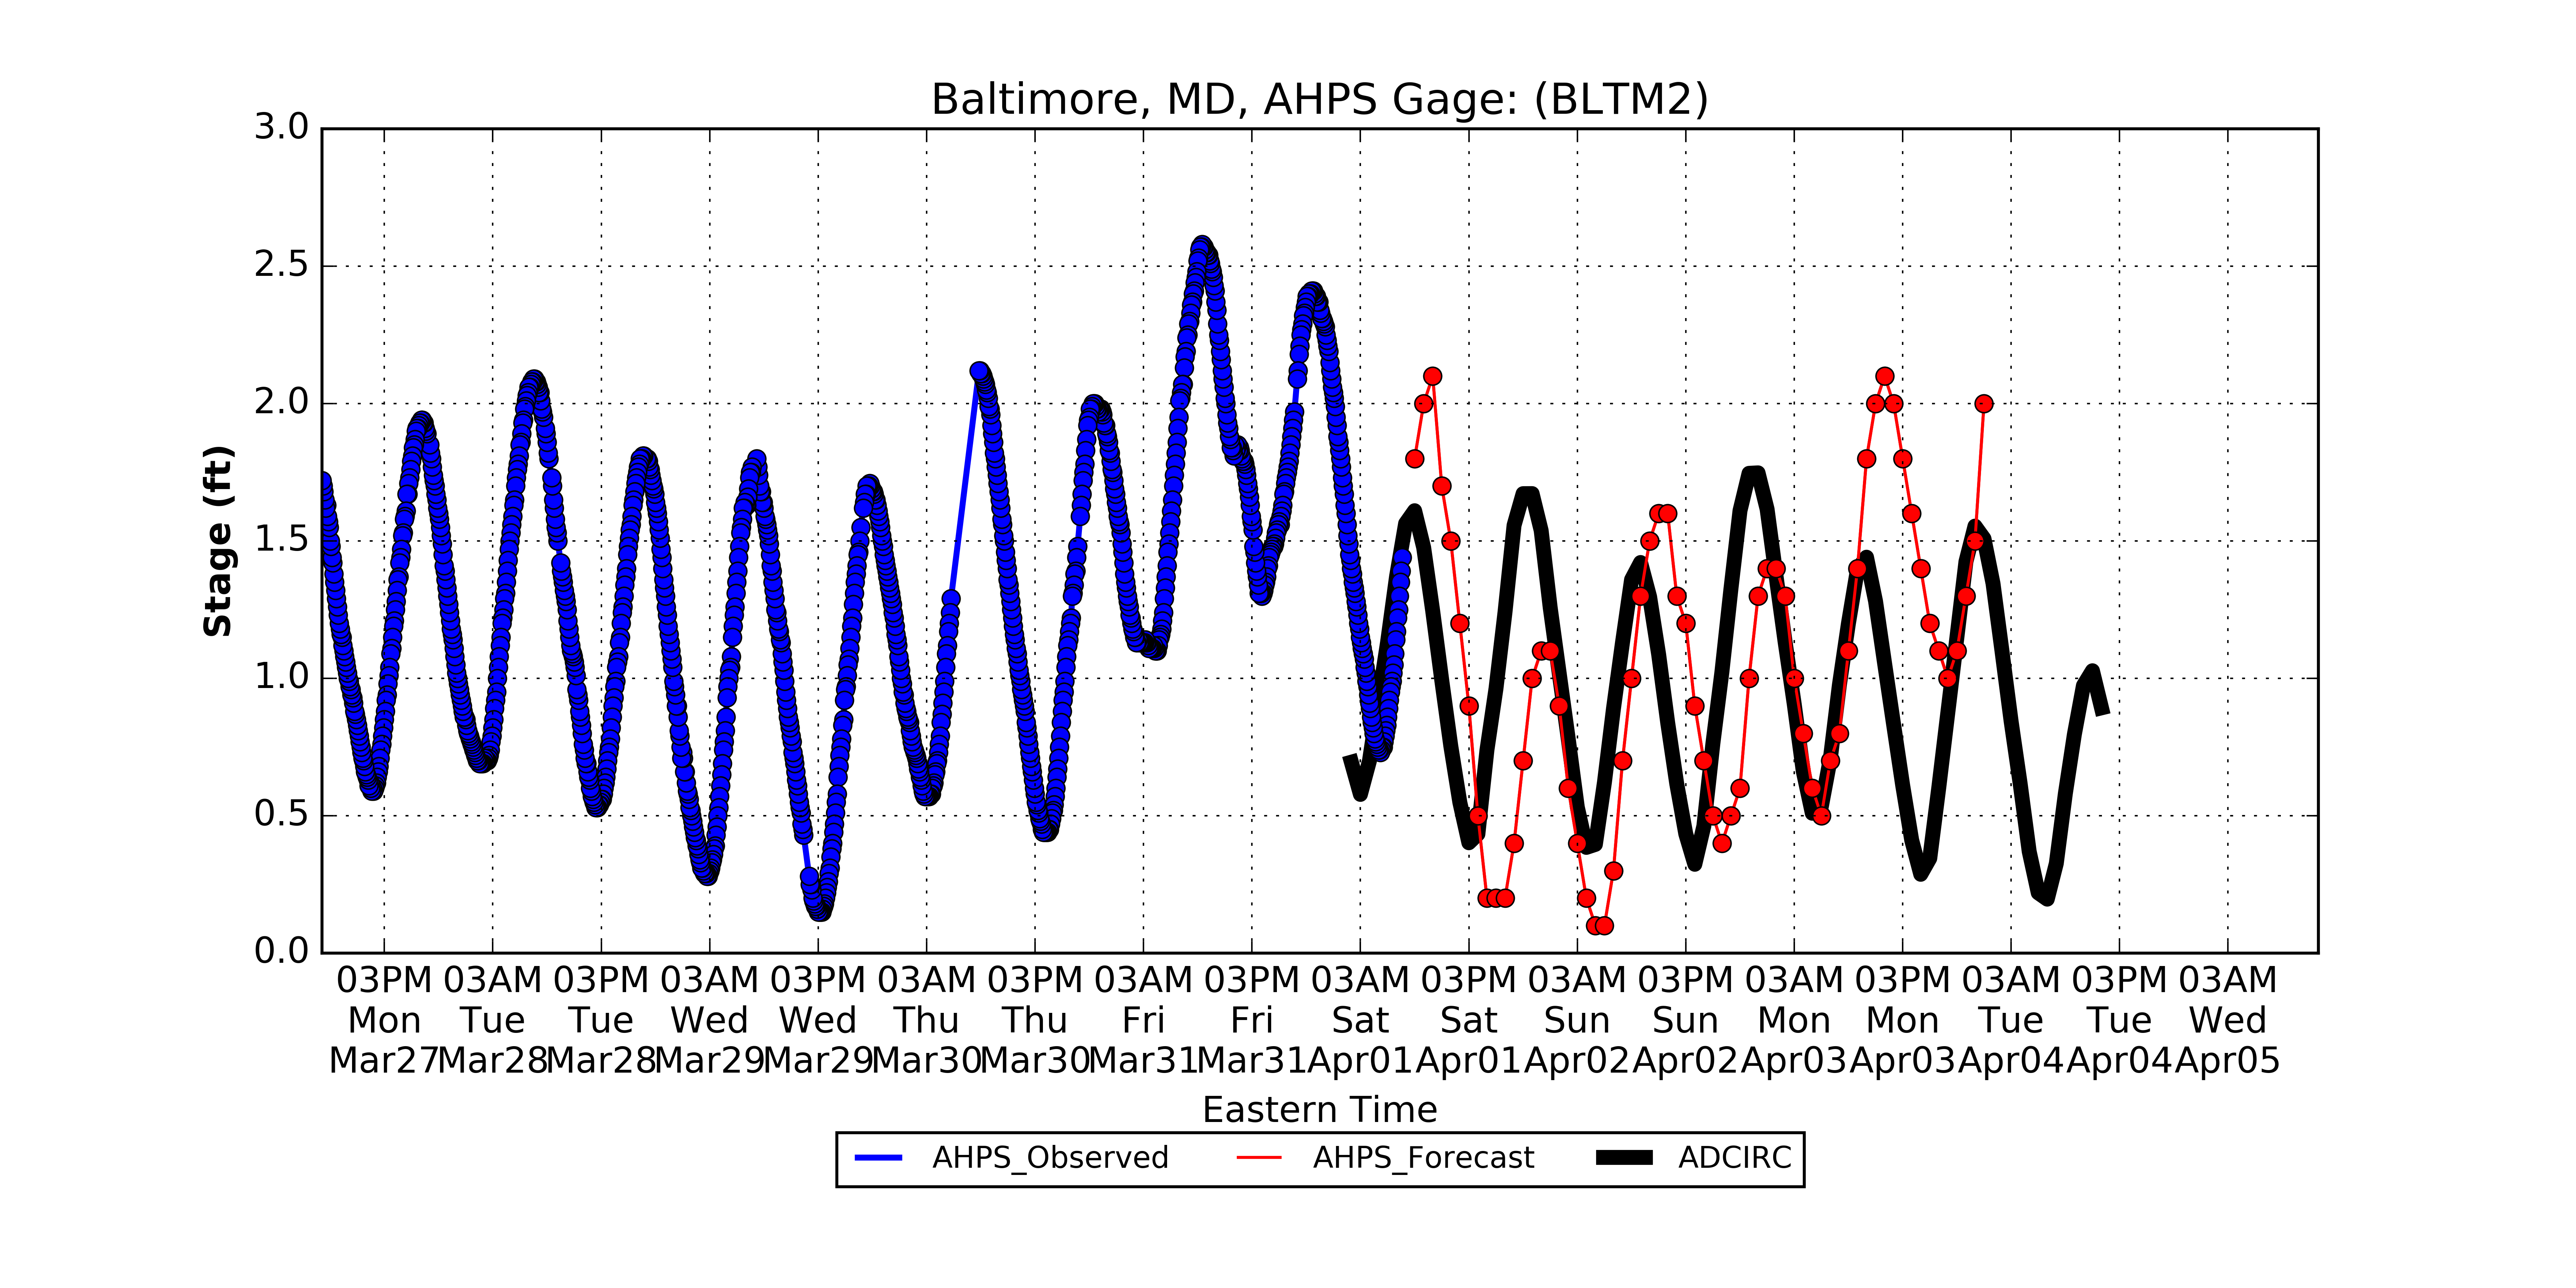 Baltimore, MD, AHPS Gage: (BLTM2)
3.0
2.5
2.0
1.5
1.0
0.5
0.0
Stage (ft)
03PM 03AM 03PM 03AM 03PM 03AM 03PM 03AM 03PM 03AM 03PM 03AM 03PM 03AM 03PM 03AM 03PM 03AM
Mon Tue Tue Wed Wed Thu Thu Fri Fri Sat Sat Sun Sun Mon Mon Tue Tue Wed
Mar27 Mar28 Mar28 Mar29 Mar29 Mar30 Mar30 Mar31 Mar31 Apr01 Apr01 Apr02 Apr02 Apr03 Apr03 Apr04 Apr04 Apr05
Eastern Time
AHPS_Observed AHPS_Forecast ADCIRC